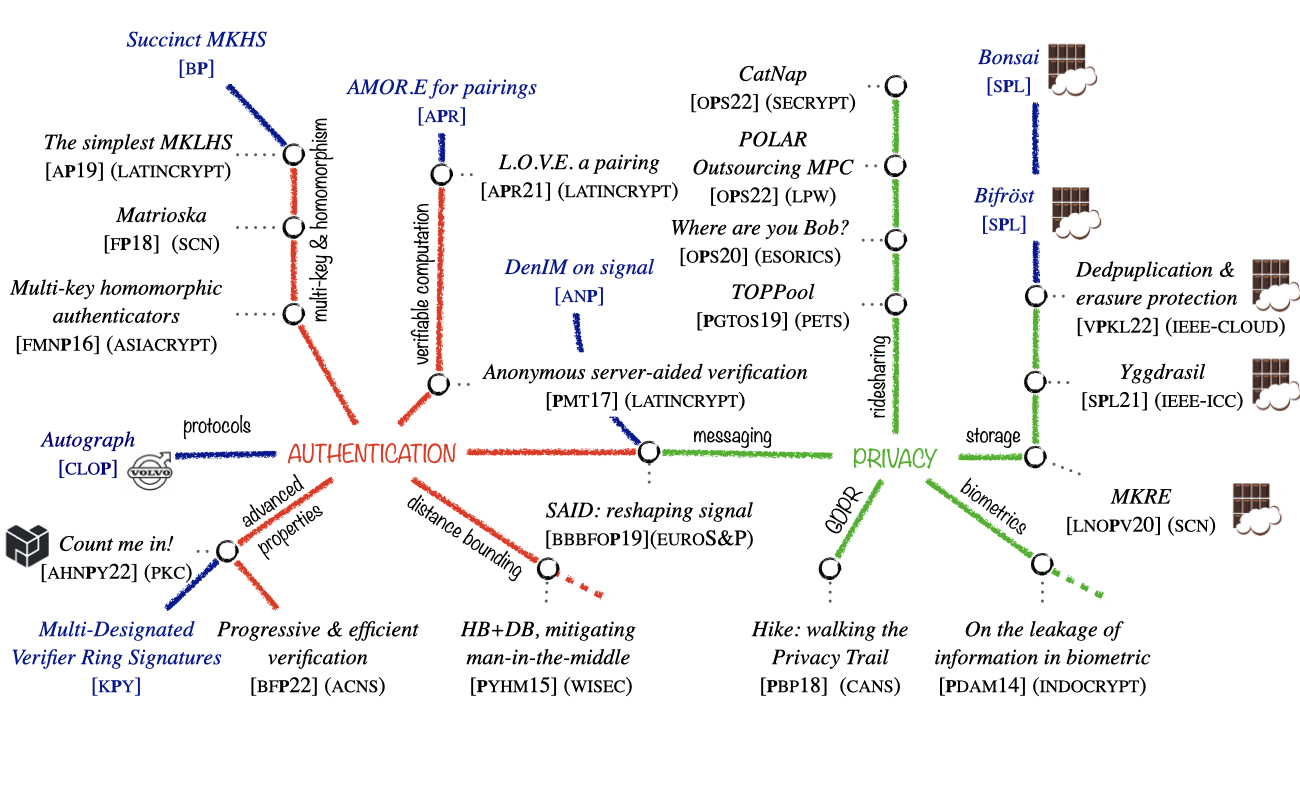 Succinct MKHS
[BP]
The simplest MKLHS
[AP19] (LATINCRYPT)
Matrioska
[FP18] (SCN)
Multi-key homomorphic
authenticators
[FMNP16] (ASIACRYPT)
multi-key & homomorphism
AMOR.E for pairings
[APR]
L.O.V.E. a pairing
[APR21] (LATINCRYPT)
verifiable computation
DenIM on signal
[ANP]
Anonymous server-aided verification
[PMT17] (LATINCRYPT)
CatNap
[OPS22] (SECRYPT)
POLAR
Outsourcing MPC
[OPS22] (LPW)
Where are you Bob?
[OPS20] (ESORICS)
TOPPool
[PGTOS19] (PETS)
ridesharing
Bonsai
[SPL]
Bifröst
[SPL]
Dedpuplication &
erasure protection
[VPKL22] (IEEE-CLOUD)
Yggdrasil
[SPL21] (IEEE-ICC)
storage
MKRE
[LNOPV20] (SCN)
protocols
Autograph
[CLOP]
VOLVO
AUTHENTICATION
messaging
PRIVACY
advanced
properties
distance bounding
SAID: reshaping signal
[BBBFOP19](EUROS&P)
GDPR
biometrics
Count me in!
[AHNPY22] (PKC)
Multi-Designated
Verifier Ring Signatures
[KPY]
Progressive & efficient
verification
[BFP22] (ACNS)
HB+DB, mitigating
man-in-the-middle
[PYHM15] (WISEC)
Hike: walking the
Privacy Trail
[PBP18] (CANS)
On the leakage of
information in biometric
[PDAM14] (INDOCRYPT)